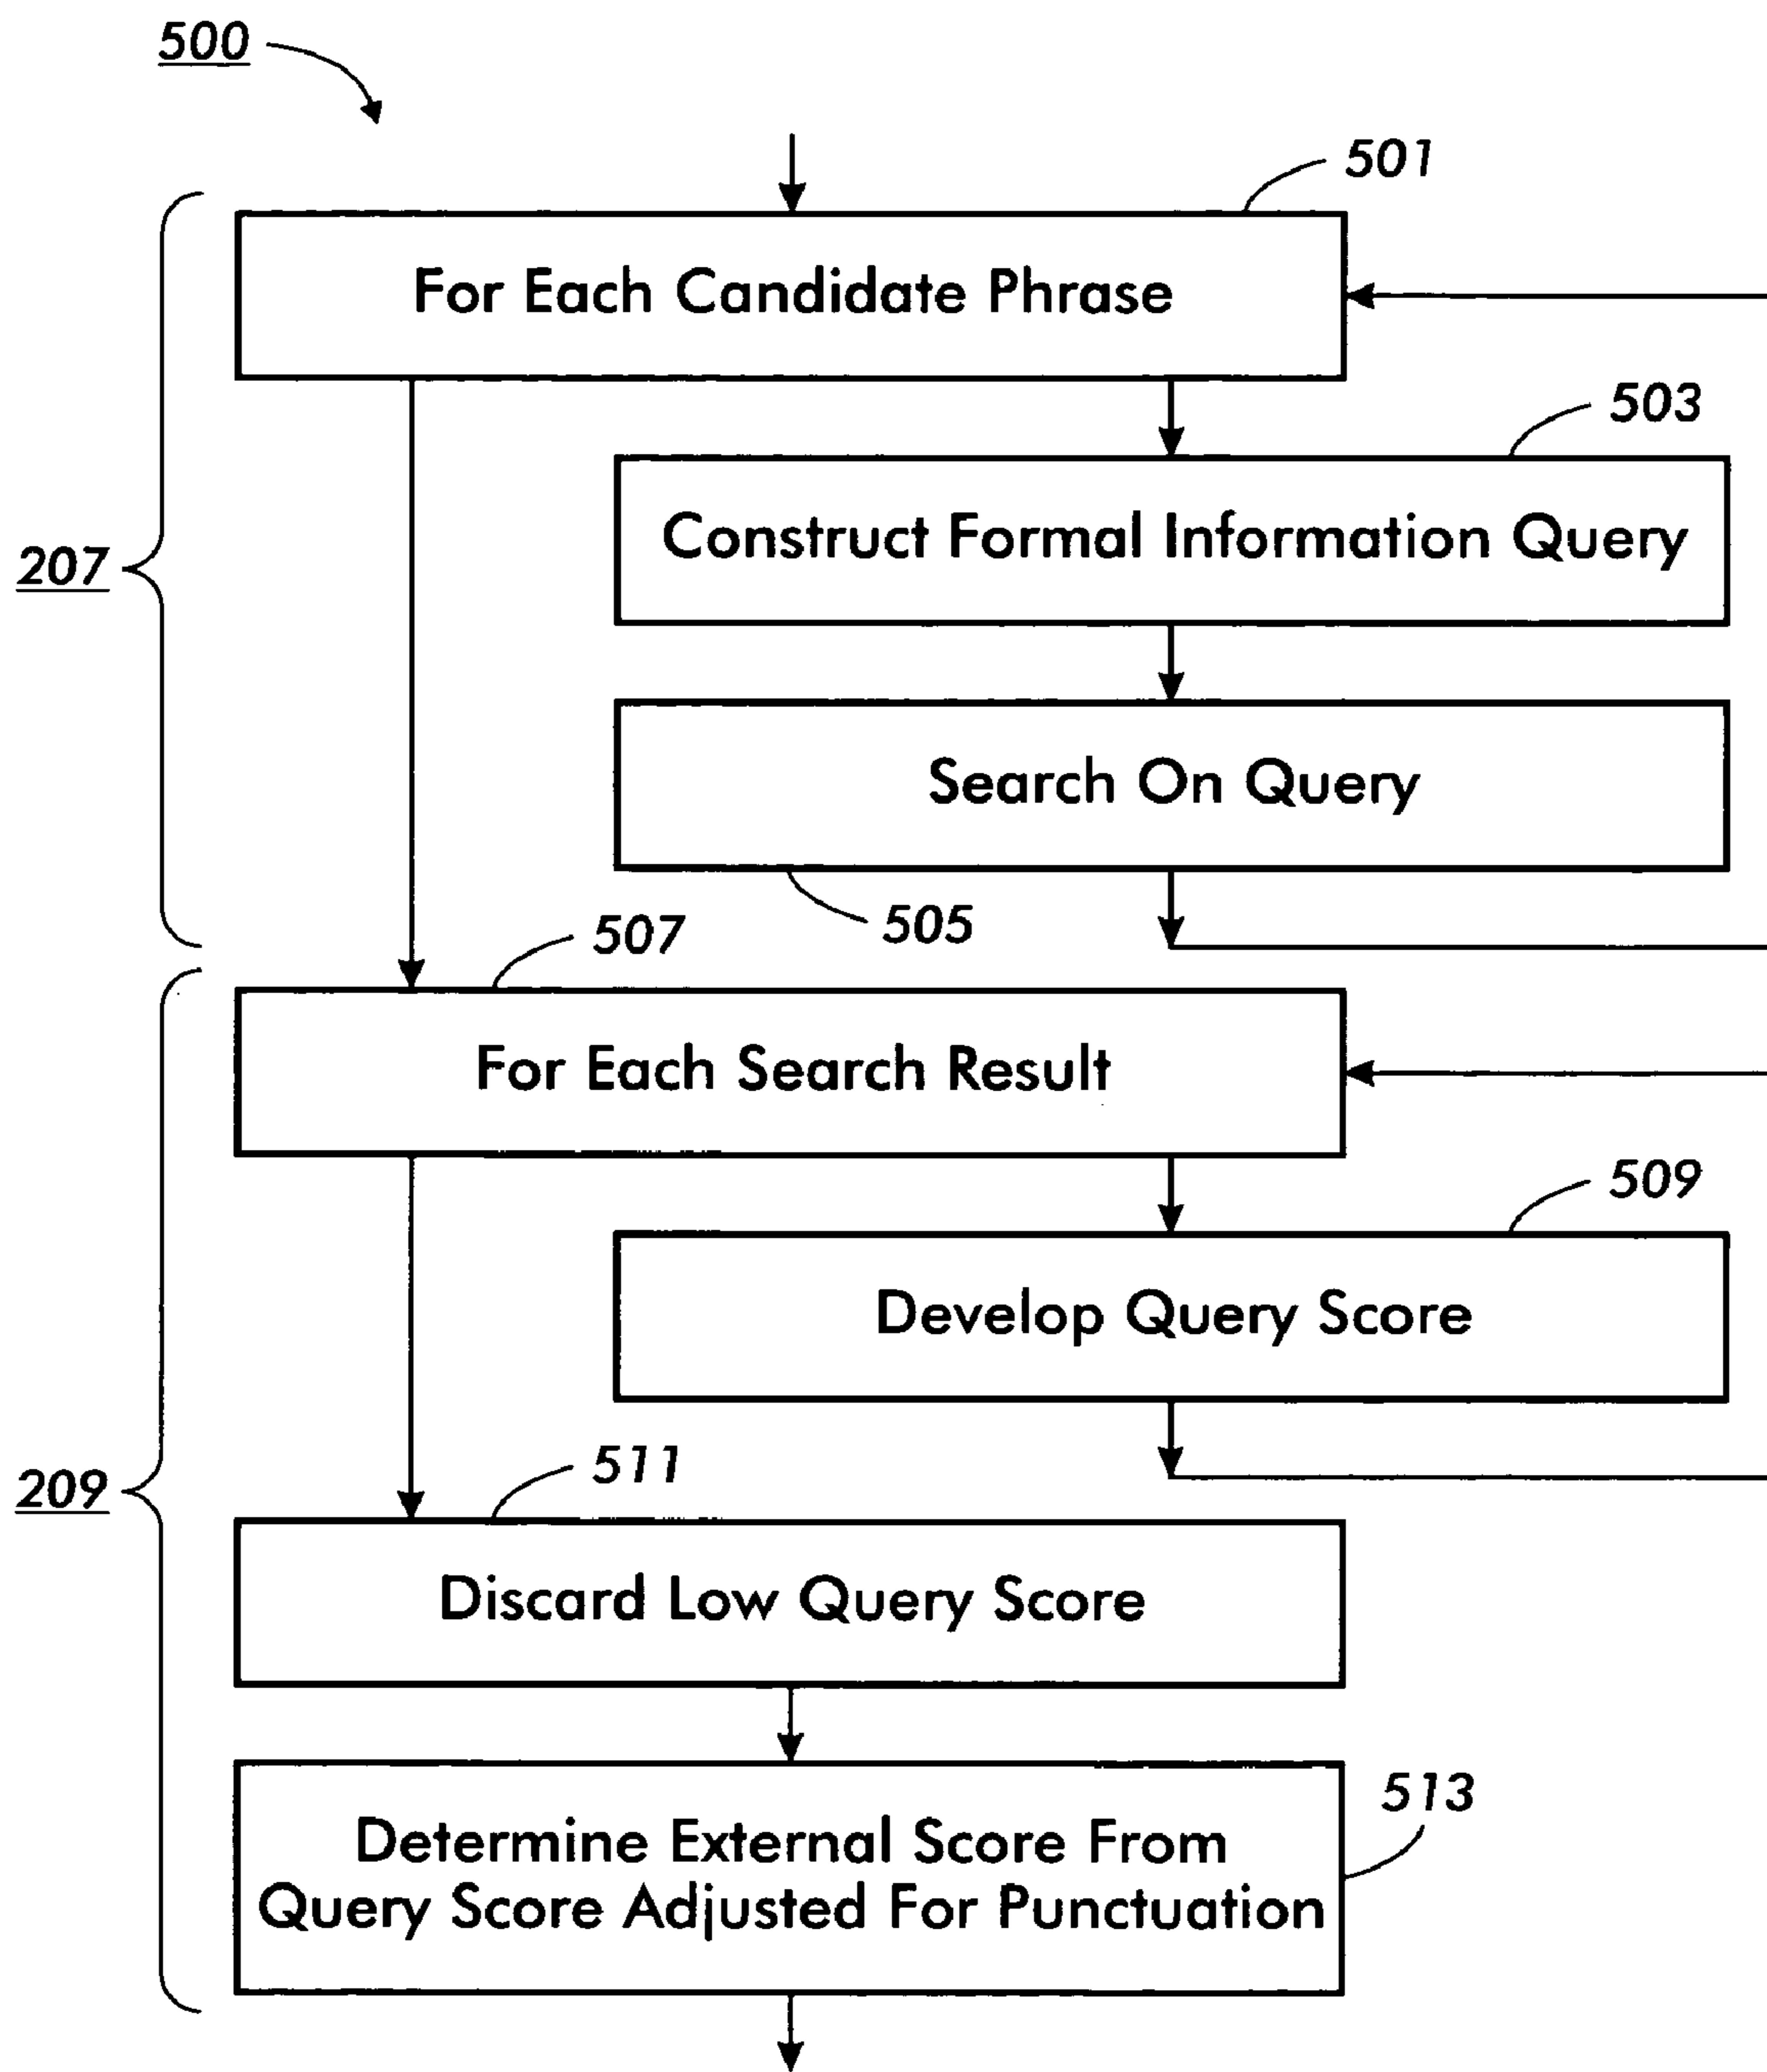 500
501
For Each Candidate Phrase
503
Construct Formal Information Query
207
Search On Query
505
507
For Each Search Result
509
Develop Query Score
209
511
Discard Low Query Score
513
Determine External Score From
Query Score Adjusted For Punctuation